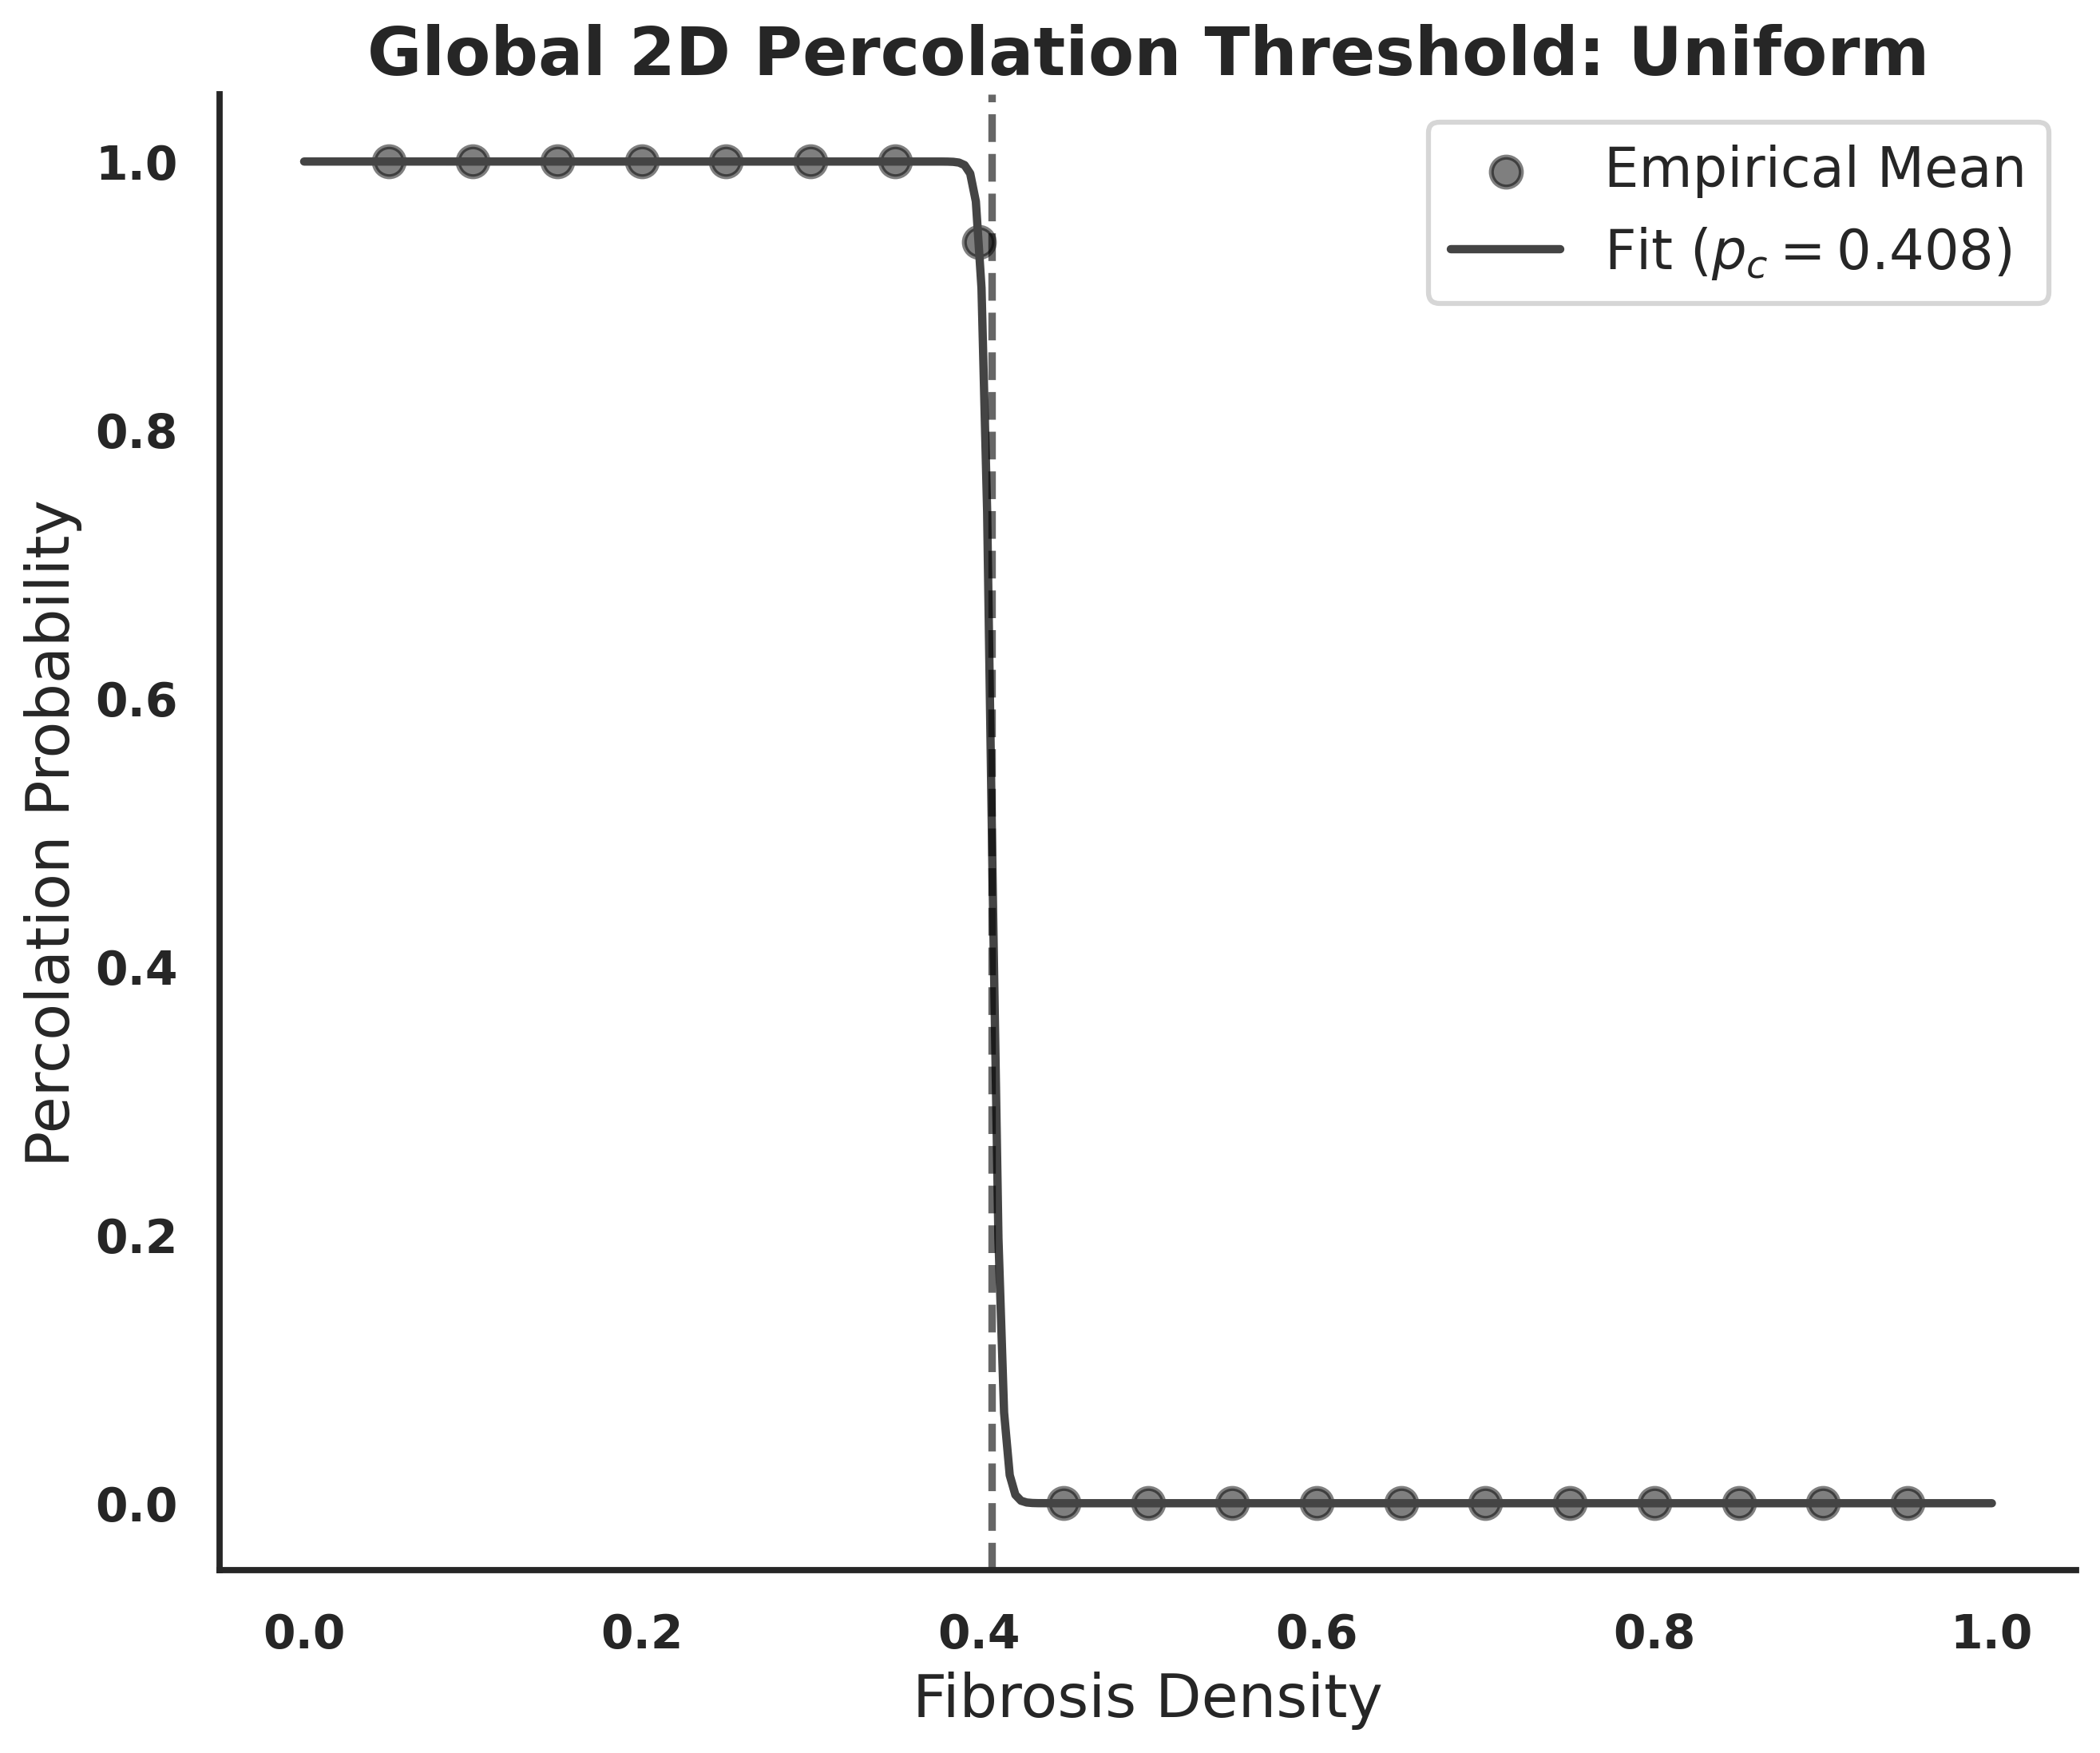 Global 2D Percolation Threshold: Uniform
Empirical Mean
Fit (p_c = 0.408)
Percolation Probability
1.0
0.8
0.6
0.4
0.2
0.0
0.0 0.2 0.4 0.6 0.8 1.0
Fibrosis Density